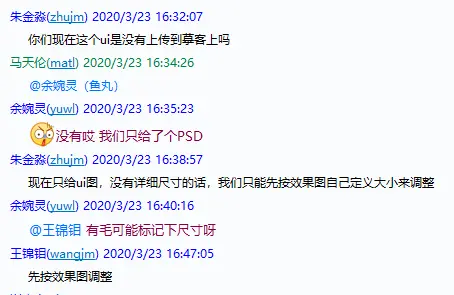 朱金淼(zhujm) 2020/3/23 16:32:07
你们现在这个ui是没有上传到摹客上吗
马天伦(matl) 2020/3/23 16:34:26
@余婉灵（鱼丸）
余婉灵(yuwl) 2020/3/23 16:35:23
没有哎 我们只给了个PSD
朱金淼(zhujm) 2020/3/23 16:38:57
现在只给ui图，没有详细尺寸的话，我们只能先按效果图自己定义大小来调整
余婉灵(yuwl) 2020/3/23 16:40:16
@王锦钼 有毛可能标记下尺寸呀
王锦钼(wangjm) 2020/3/23 16:47:05
先按效果图调整